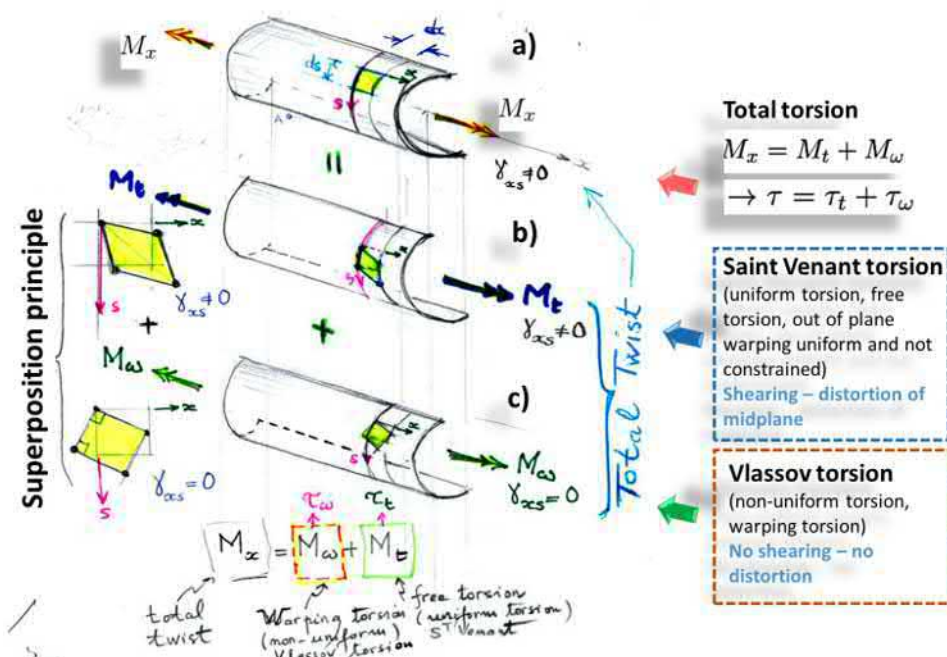 a)
dx
M_x
ds
x
s
A°
M_x
x
γ_xs≠0
=
Total torsion
M_x = M_t + M_ω
→ τ = τ_t + τ_ω
Superposition principle
M_t
x
s
γ_xs≠0
b)
x
s
M_t
γ_xs≠0
+
+
Total Twist
Saint Venant torsion
(uniform torsion, free
torsion, out of plane
warping uniform and not
constrained)
Shearing – distortion of
midplane
M_ω
x
s
γ_xs=0
c)
x
s
M_ω
γ_xs=0
Vlassov torsion
(non-uniform torsion,
warping torsion)
No shearing – no
distortion
τ_ω τ_t
M_x = M_ω + M_t
total
twist
Warping torsion
(non-uniform)
Vlassov torsion
free torsion
(uniform torsion)
S^T Venant